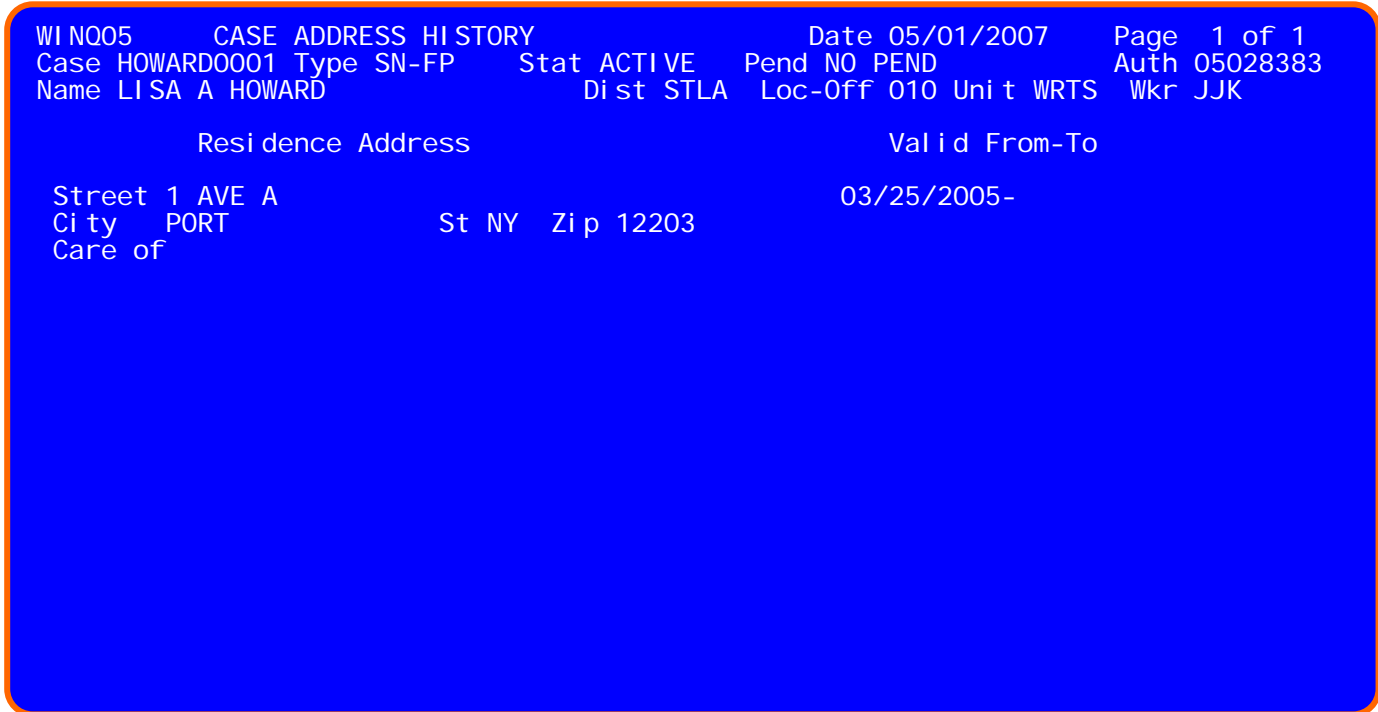 WINQ05 CASE ADDRESS HISTORY Date 05/01/2007 Page 1 of 1
Case HOWARD0001 Type SN-FP Stat ACTIVE Pend NO PEND Auth 05028383
Name LISA A HOWARD Dist STLA Loc-Off 010 Unit WRTS Wkr JJK
Residence Address Valid From-To
Street 1 AVE A 03/25/2005-
City PORT St NY Zip 12203
Care of